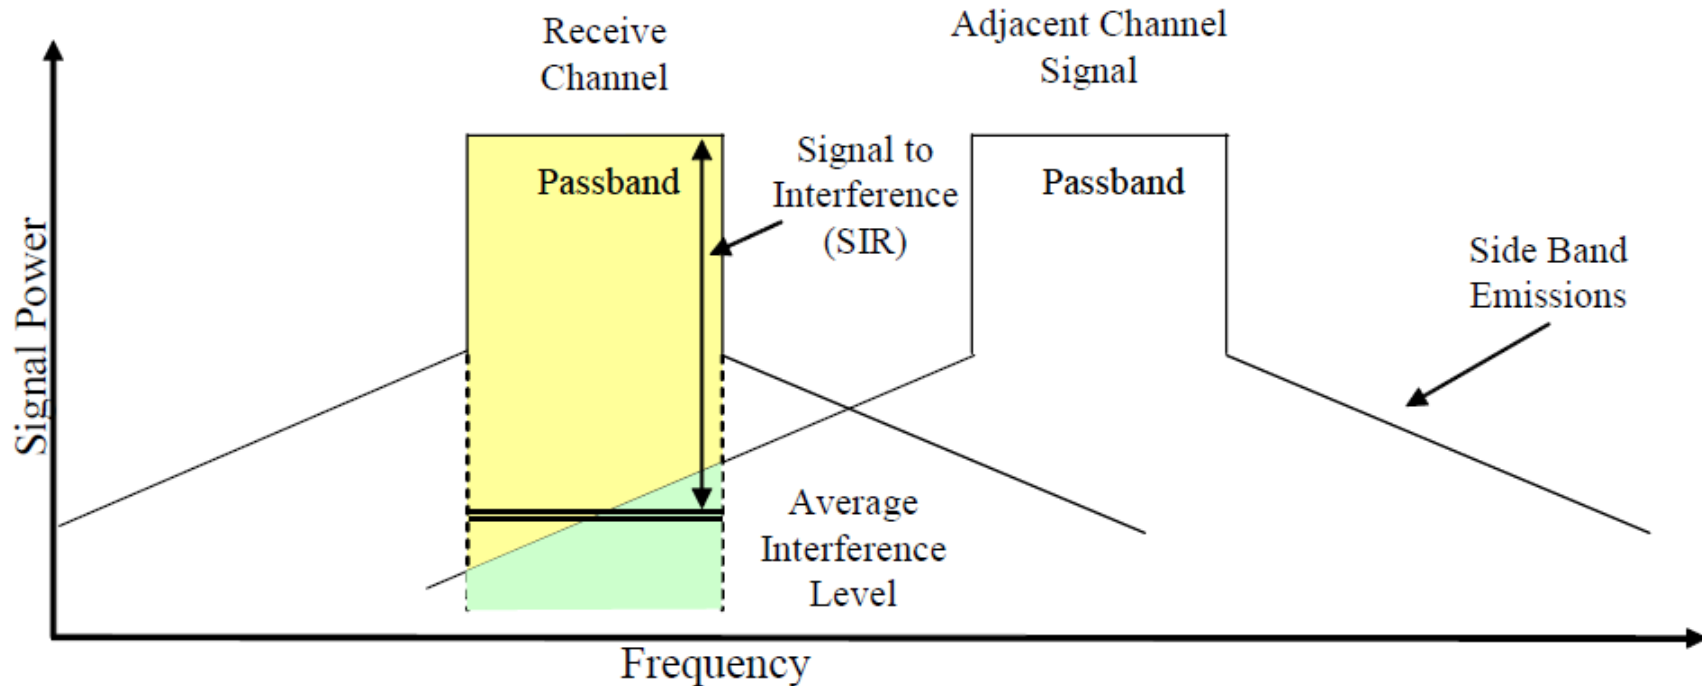 Receive
Channel
Adjacent Channel
Signal
Passband
Signal to
Interference
(SIR)
Passband
Side Band
Emissions
Signal Power
Average
Interference
Level
Frequency